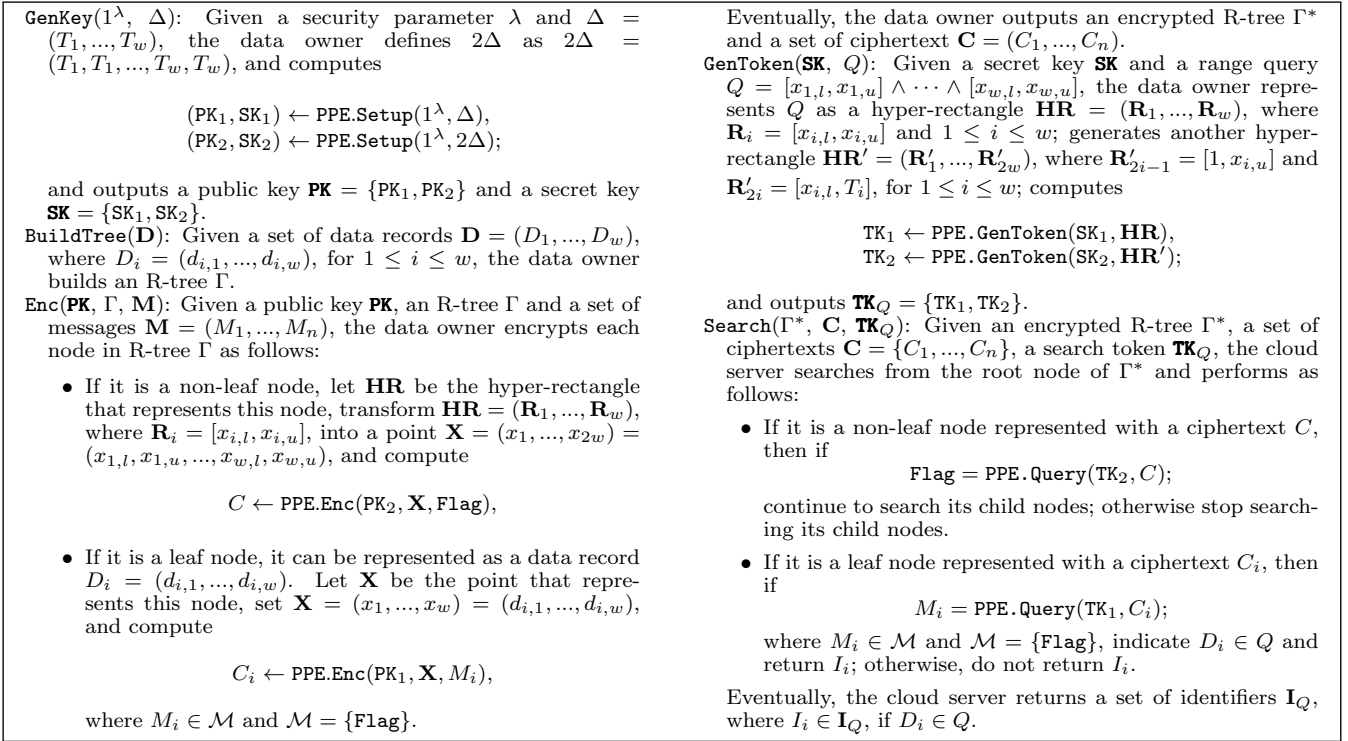 GenKey(1^λ, Δ): Given a security parameter λ and Δ =
(T_1, ..., T_w), the data owner defines 2Δ as 2Δ =
(T_1, T_1, ..., T_w, T_w), and computes
(PK_1, SK_1) ← PPE.Setup(1^λ, Δ),
(PK_2, SK_2) ← PPE.Setup(1^λ, 2Δ);
and outputs a public key PK = {PK_1, PK_2} and a secret key
SK = {SK_1, SK_2}.
BuildTree(D): Given a set of data records D = (D_1, ..., D_w),
where D_i = (d_{i,1}, ..., d_{i,w}), for 1 ≤ i ≤ w, the data owner
builds an R-tree Γ.
Enc(PK, Γ, M): Given a public key PK, an R-tree Γ and a set of
messages M = (M_1, ..., M_n), the data owner encrypts each
node in R-tree Γ as follows:
• If it is a non-leaf node, let HR be the hyper-rectangle
that represents this node, transform HR = (R_1, ..., R_w),
where R_i = [x_{i,l}, x_{i,u}], into a point X = (x_1, ..., x_{2w}) =
(x_{1,l}, x_{1,u}, ..., x_{w,l}, x_{w,u}), and compute
C ← PPE.Enc(PK_2, X, Flag),
• If it is a leaf node, it can be represented as a data record
D_i = (d_{i,1}, ..., d_{i,w}). Let X be the point that repre-
sents this node, set X = (x_1, ..., x_w) = (d_{i,1}, ..., d_{i,w}),
and compute
C_i ← PPE.Enc(PK_1, X, M_i),
where M_i ∈ ℳ and ℳ = {Flag}.
Eventually, the data owner outputs an encrypted R-tree Γ*
and a set of ciphertext C = (C_1, ..., C_n).
GenToken(SK, Q): Given a secret key SK and a range query
Q = [x_{1,l}, x_{1,u}] ∧ ··· ∧ [x_{w,l}, x_{w,u}], the data owner repre-
sents Q as a hyper-rectangle HR = (R_1, ..., R_w), where
R_i = [x_{i,l}, x_{i,u}] and 1 ≤ i ≤ w; generates another hyper-
rectangle HR′ = (R′_1, ..., R′_{2w}), where R′_{2i−1} = [1, x_{i,u}] and
R′_{2i} = [x_{i,l}, T_i], for 1 ≤ i ≤ w; computes
TK_1 ← PPE.GenToken(SK_1, HR),
TK_2 ← PPE.GenToken(SK_2, HR′);
and outputs TK_Q = {TK_1, TK_2}.
Search(Γ*, C, TK_Q): Given an encrypted R-tree Γ*, a set of
ciphertexts C = {C_1, ..., C_n}, a search token TK_Q, the cloud
server searches from the root node of Γ* and performs as
follows:
• If it is a non-leaf node represented with a ciphertext C,
then if
Flag = PPE.Query(TK_2, C);
continue to search its child nodes; otherwise stop search-
ing its child nodes.
• If it is a leaf node represented with a ciphertext C_i, then
if
M_i = PPE.Query(TK_1, C_i);
where M_i ∈ ℳ and ℳ = {Flag}, indicate D_i ∈ Q and
return I_i; otherwise, do not return I_i.
Eventually, the cloud server returns a set of identifiers I_Q,
where I_i ∈ I_Q, if D_i ∈ Q.